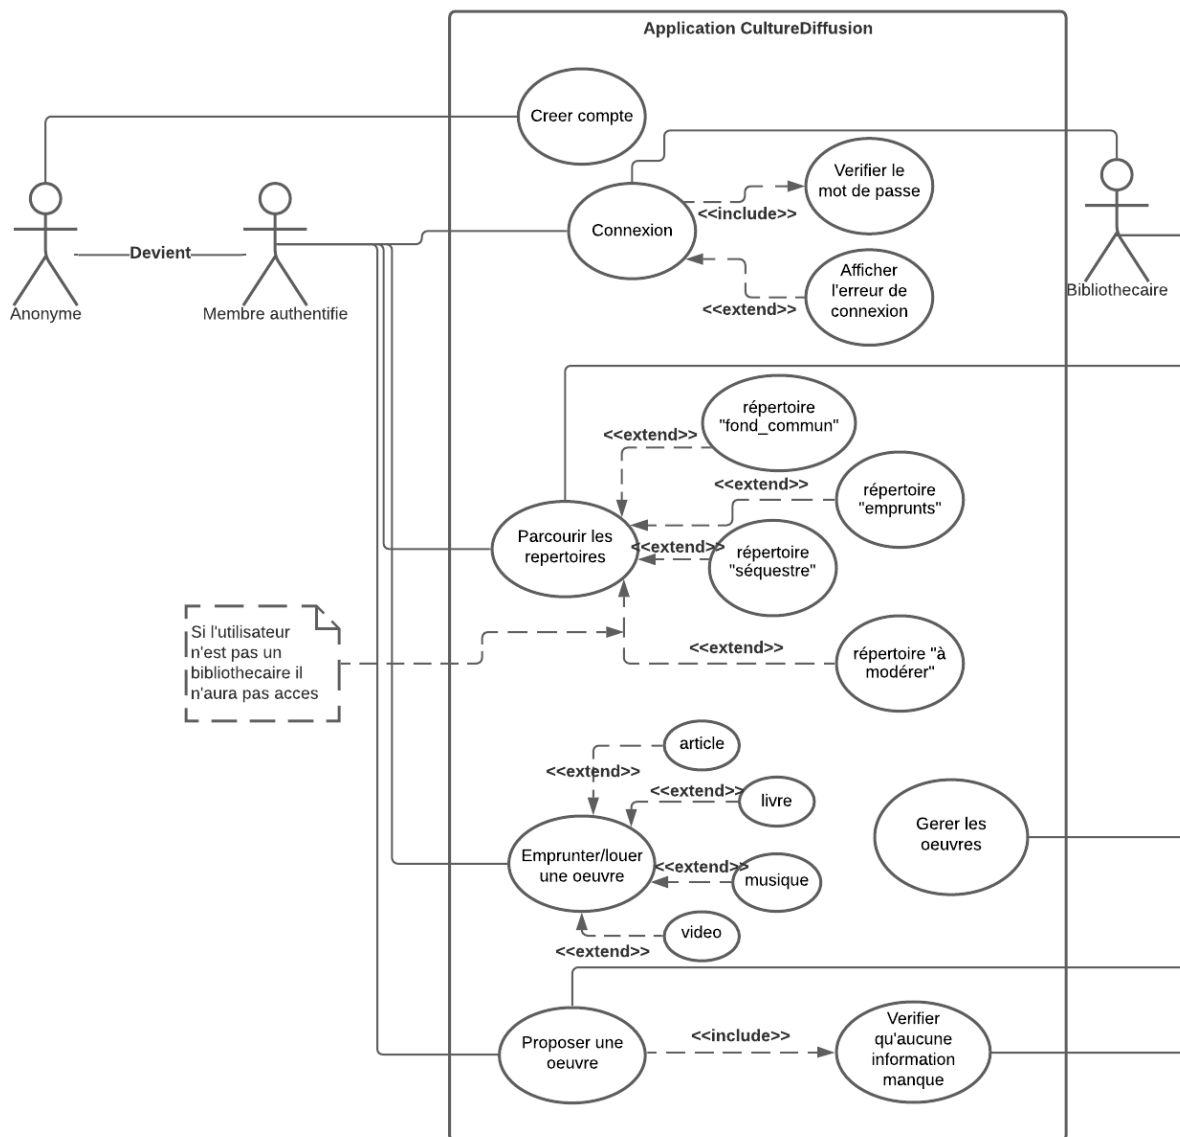 Application CultureDiffusion
Creer compte
Verifier le
mot de passe
<<include>>
Connexion
Devient
Afficher
l'erreur de
connexion
<<extend>>
Anonyme
Membre authentifie
Bibliothecaire
répertoire
"fond_commun"
<<extend>>
<<extend>>
répertoire
"emprunts"
Parcourir les
repertoires
<<extend>>
répertoire
"séquestre"
Si l'utilisateur
n'est pas un
bibliothecaire il
n'aura pas acces
<<extend>>
répertoire "à
modérer"
article
<<extend>>
<<extend>>
livre
Gerer les
oeuvres
Emprunter/louer
une oeuvre
<<extend>>
musique
video
<<extend>>
Proposer une
oeuvre
<<include>>
Verifier
qu'aucune
information
manque